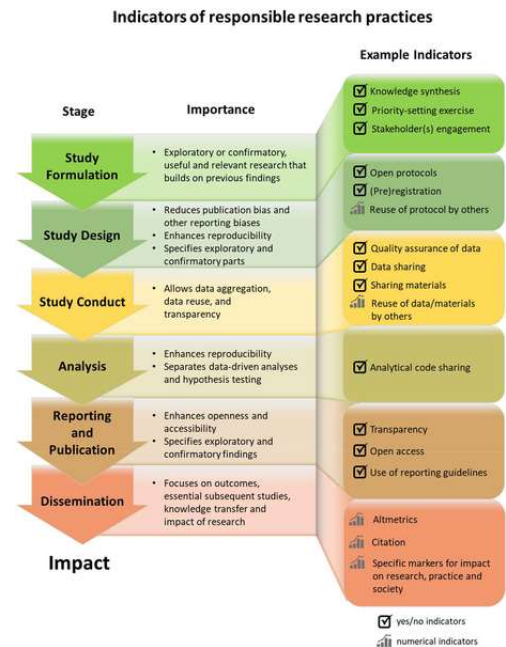 Indicators of responsible research practices
Stage
Importance
Example Indicators
Study
Formulation
• Exploratory or confirmatory,
useful and relevant research that
builds on previous findings
Knowledge synthesis
Priority-setting exercise
Stakeholder(s) engagement
Study Design
• Reduces publication bias and
other reporting biases
• Enhances reproducibility
• Specifies exploratory and
confirmatory parts
Open protocols
(Pre)registration
Reuse of protocol by others
Study Conduct
• Allows data aggregation,
data reuse, and
transparency
Quality assurance of data
Data sharing
Sharing materials
Reuse of data/materials
by others
Analysis
• Enhances reproducibility
• Separates data-driven analyses
and hypothesis testing
Analytical code sharing
Reporting
and
Publication
• Enhances openness and
accessibility
• Specifies exploratory and
confirmatory findings
Transparency
Open access
Use of reporting guidelines
Dissemination
• Focuses on outcomes,
essential subsequent studies,
knowledge transfer and
impact of research
Altmetrics
Citation
Specific markers for impact
on research, practice and
society
Impact
yes/no indicators
numerical indicators